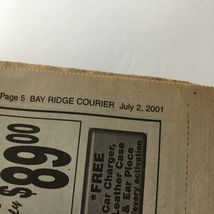 Page 5 BAY RIDGE COURIER July 2, 2001
$89.00
*FREE
Car Charger,
Leather Case
& Ear Piece